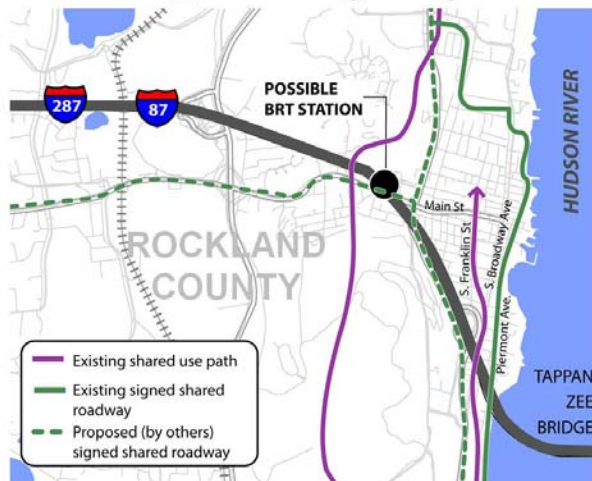 287
87
POSSIBLE
BRT STATION
HUDSON RIVER
Main St
S. Franklin St
S. Broadway Ave.
Piermont Ave.
ROCKLAND
COUNTY
TAPPAN
ZEE
BRIDGE
Existing shared use path
Existing signed shared
roadway
Proposed (by others)
signed shared roadway